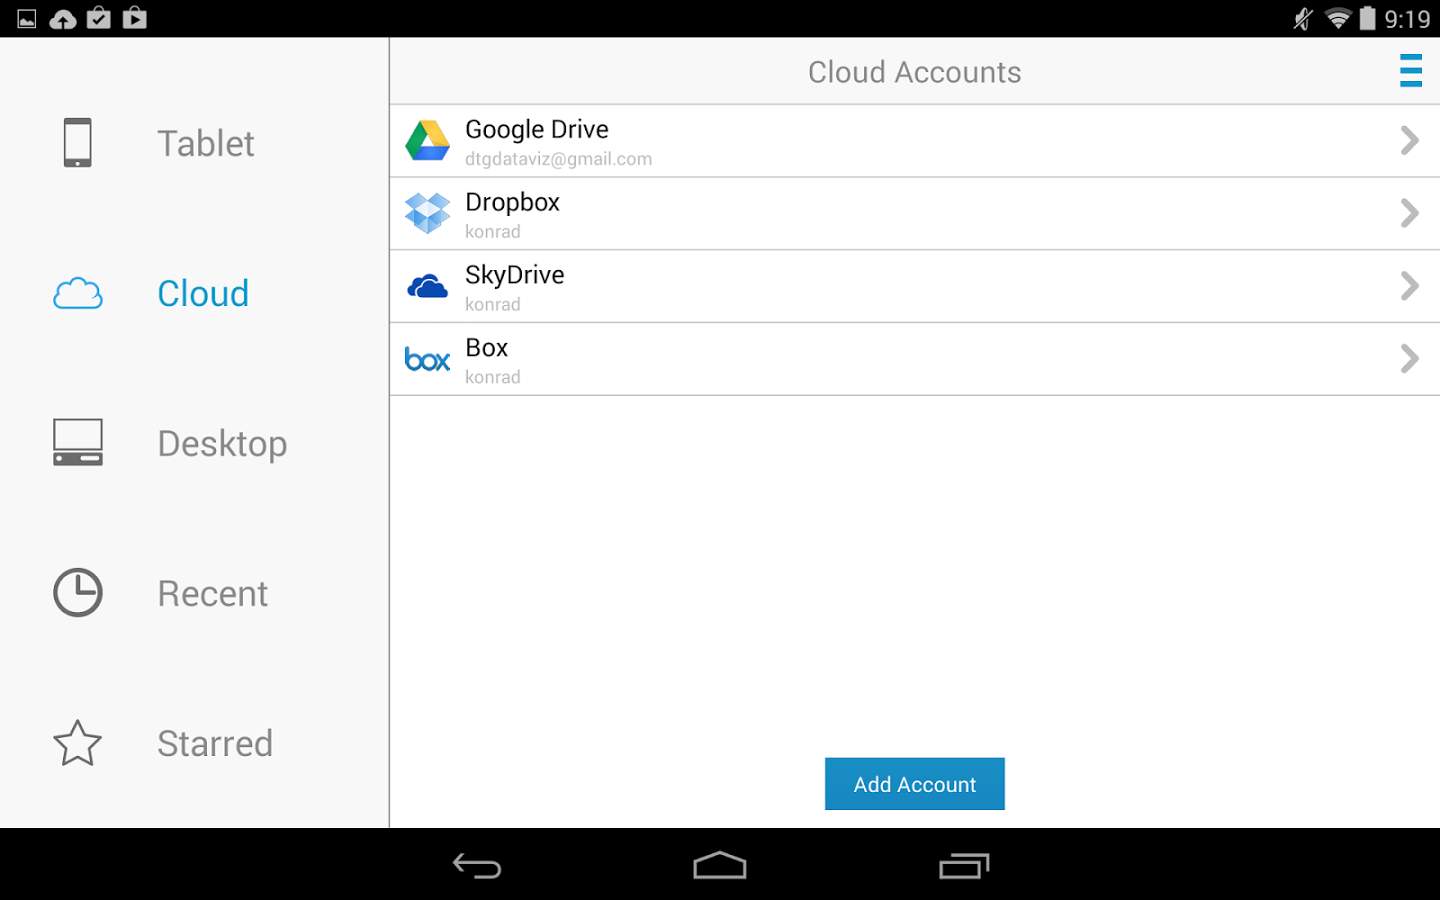 9:19
Cloud Accounts
Tablet
Cloud
Desktop
Recent
Starred
Google Drive
dtgdataviz@gmail.com
Dropbox
konrad
SkyDrive
konrad
box
Box
konrad
Add Account